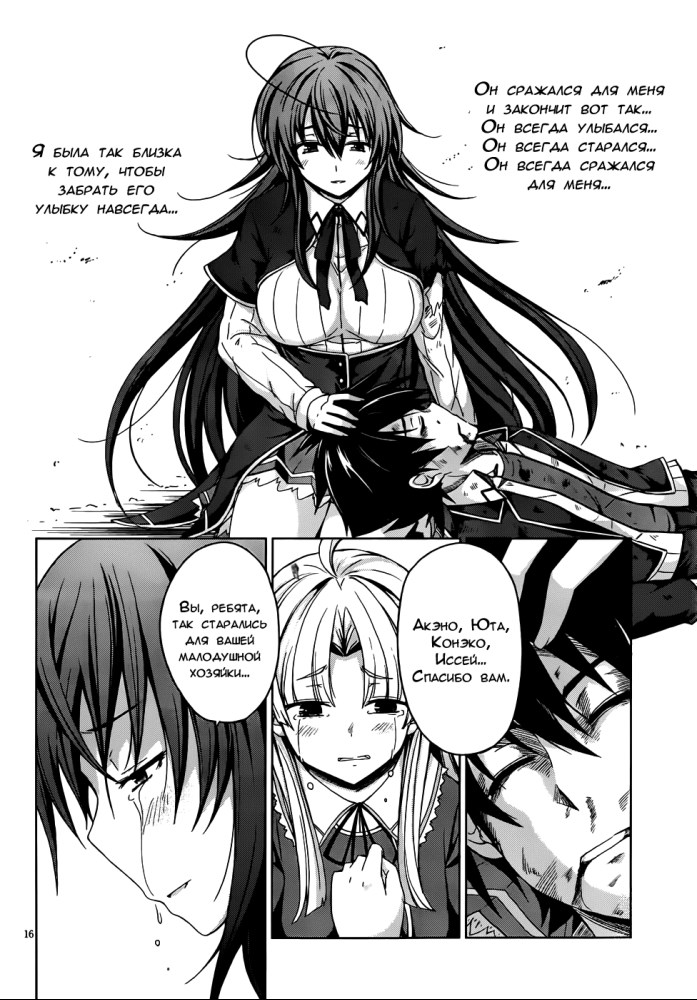 Он сражался для меня
и закончит вот так...
Он всегда улыбался...
Он всегда старался...
Он всегда сражался
для меня...
Я была так близка
к тому, чтобы
забрать его
улыбку навсегда...
Вы, ребята,
так старались
для вашей
малодушной
хозяйки...
Акэно, Юта,
Конэко,
Иссей...
Спасибо вам.
16